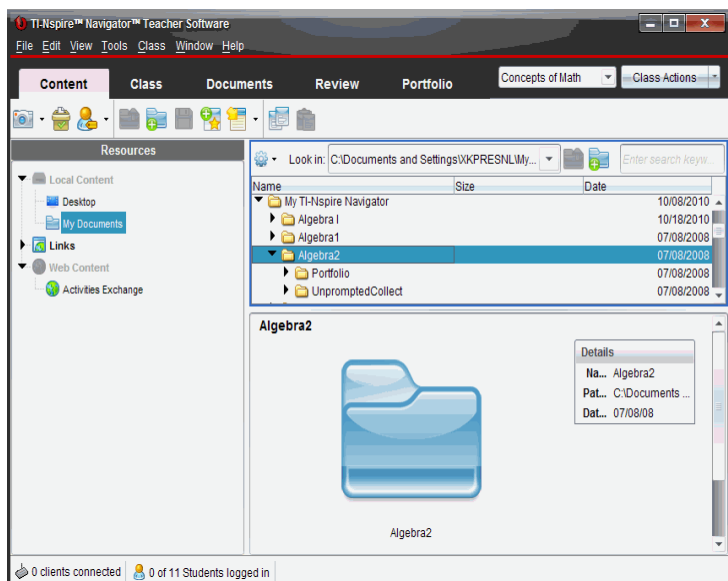 TI-Nspire™ Navigator™ Teacher Software
File Edit View Tools Class Window Help
Content Class Documents Review Portfolio Concepts of Math Class Actions
Resources
Look in: C:\Documents and Settings\XKPRESNL\My... Enter search keyw
Name Size Date
Local Content
Desktop
My Documents
Links
Web Content
Activities Exchange
My TI-Nspire Navigator 10/08/2010
Algebra I 10/18/2010
Algebra1 07/08/2008
Algebra2 07/08/2008
Portfolio 07/08/2008
UnpromptedCollect 07/08/2008
Algebra2
Details
Na... Algebra2
Pat... C:\Documents ...
Dat... 07/08/08
Algebra2
0 clients connected 0 of 11 Students logged in